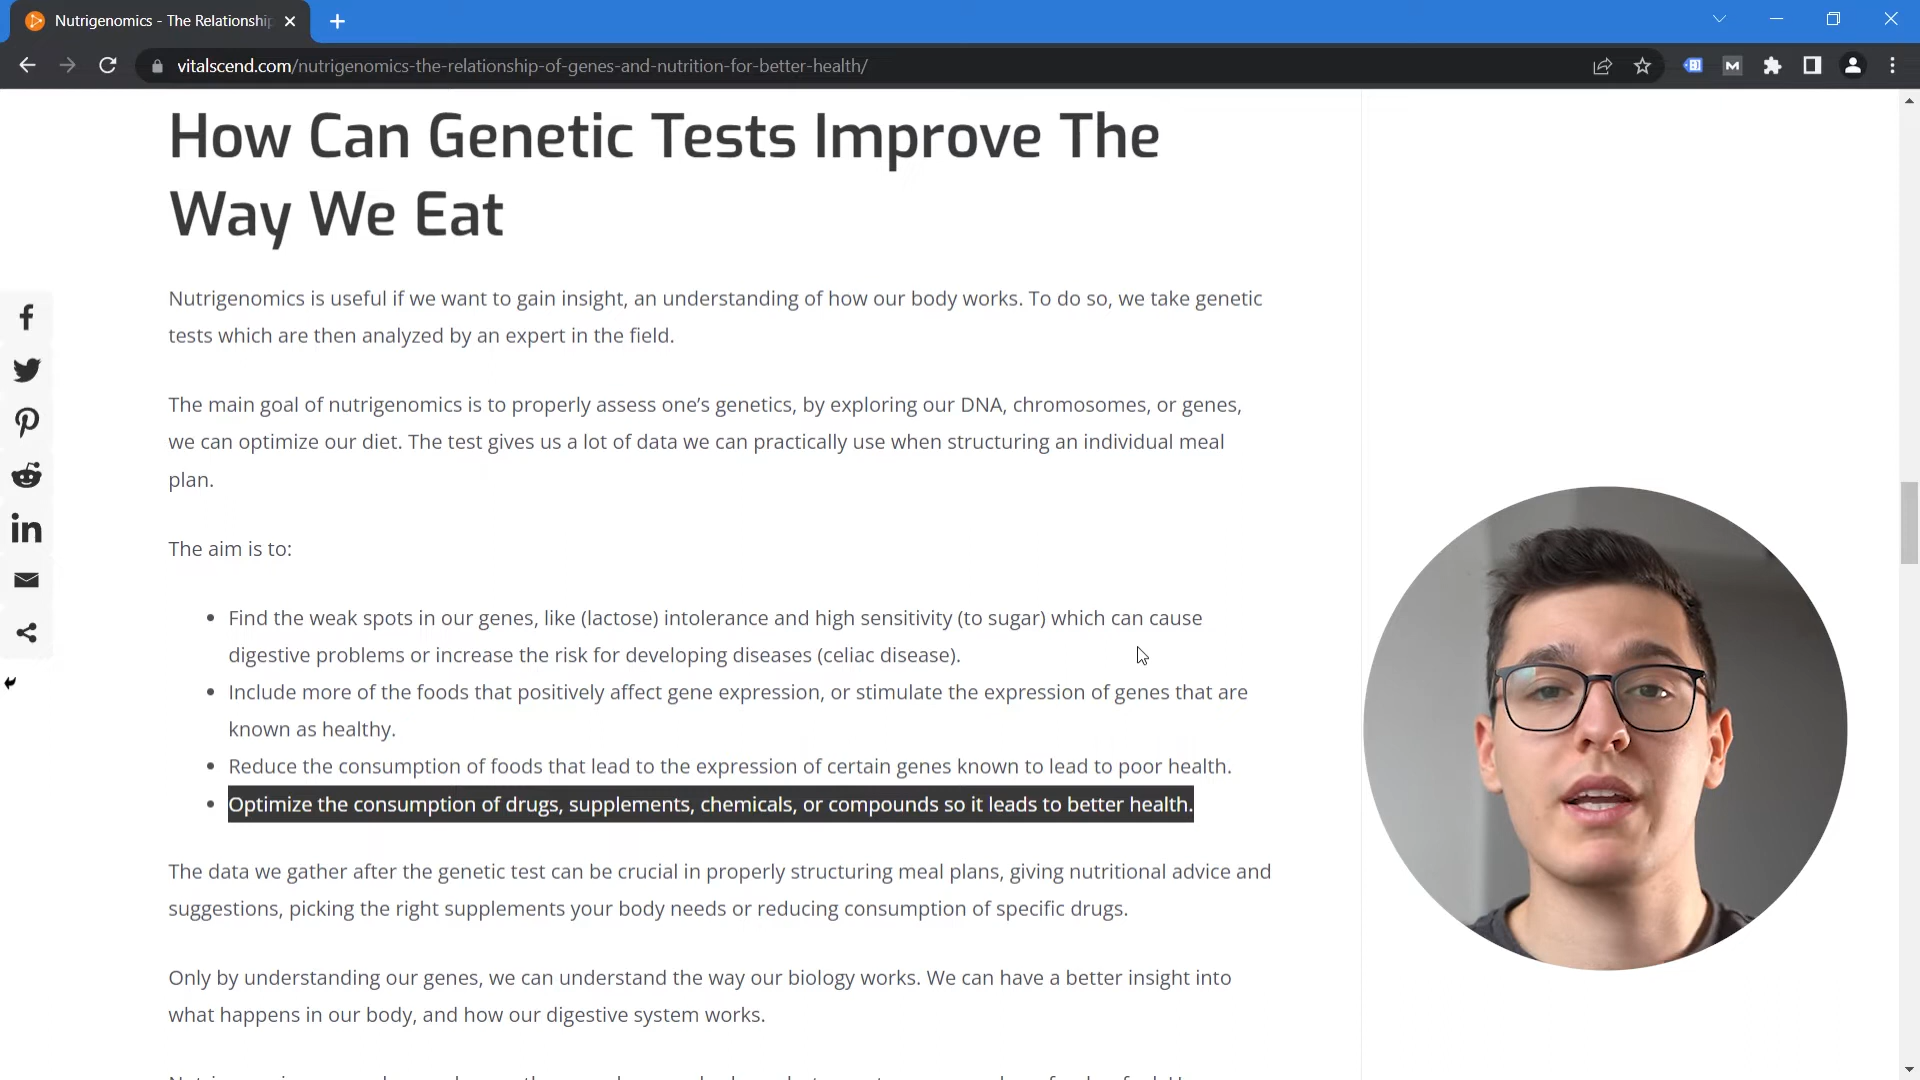 Nutrigenomics - The Relationship
vitalscend.com/nutrigenomics-the-relationship-of-genes-and-nutrition-for-better-health/
How Can Genetic Tests Improve The
Way We Eat
Nutrigenomics is useful if we want to gain insight, an understanding of how our body works. To do so, we take genetic
tests which are then analyzed by an expert in the field.
The main goal of nutrigenomics is to properly assess one’s genetics, by exploring our DNA, chromosomes, or genes,
we can optimize our diet. The test gives us a lot of data we can practically use when structuring an individual meal
plan.
The aim is to:
Find the weak spots in our genes, like (lactose) intolerance and high sensitivity (to sugar) which can cause
digestive problems or increase the risk for developing diseases (celiac disease).
Include more of the foods that positively affect gene expression, or stimulate the expression of genes that are
known as healthy.
Reduce the consumption of foods that lead to the expression of certain genes known to lead to poor health.
Optimize the consumption of drugs, supplements, chemicals, or compounds so it leads to better health.
The data we gather after the genetic test can be crucial in properly structuring meal plans, giving nutritional advice and
suggestions, picking the right supplements your body needs or reducing consumption of specific drugs.
Only by understanding our genes, we can understand the way our biology works. We can have a better insight into
what happens in our body, and how our digestive system works.